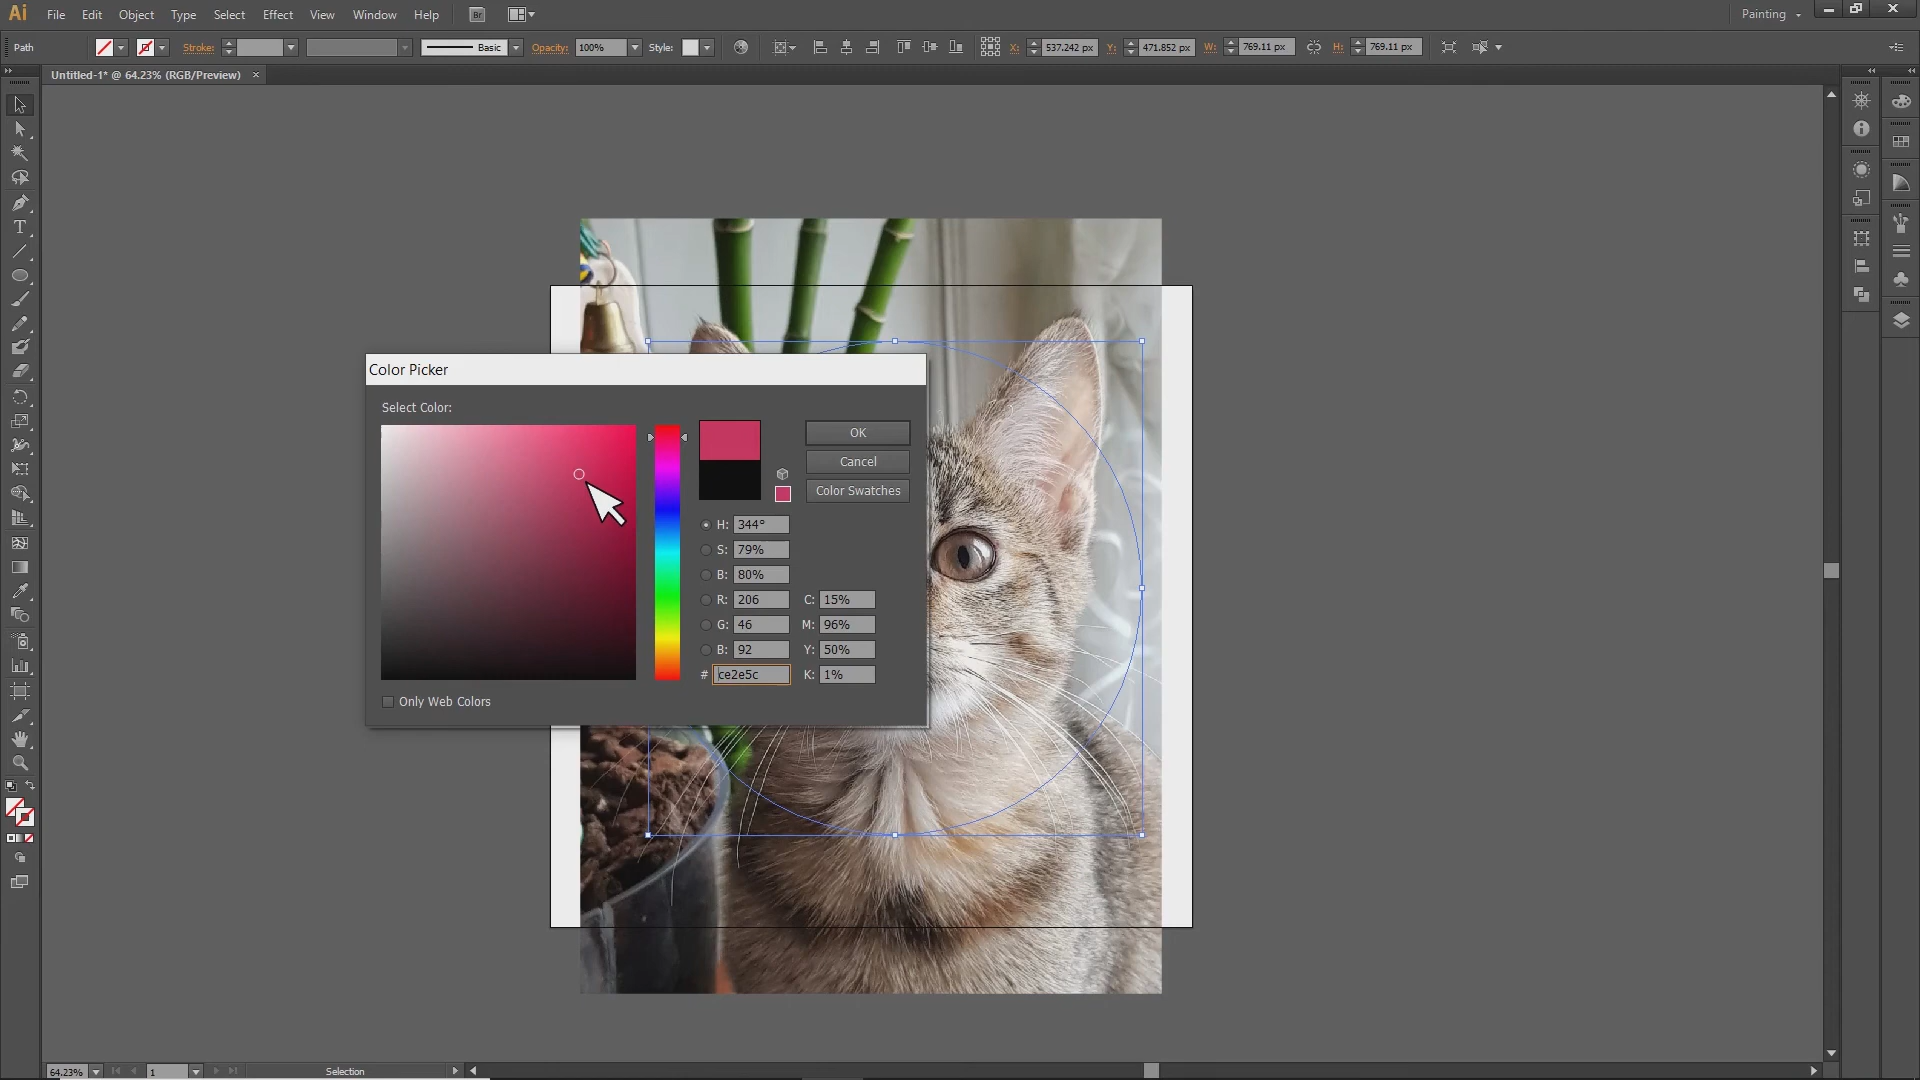 Ai File Edit Object Type Select Effect View Window Help Br Painting
Path Stroke: Basic Opacity: 100% Style: X: 537.242 px Y: 471.852 px W: 769.11 px H: 769.11 px
Untitled-1* @ 64.23% (RGB/Preview) ×
Color Picker
Select Color:
OK
Cancel
Color Swatches
H: 344°
S: 79%
B: 80%
R: 206 C: 15%
G: 46 M: 96%
B: 92 Y: 50%
# ce2e5c K: 1%
Only Web Colors
64.23% 1 Selection